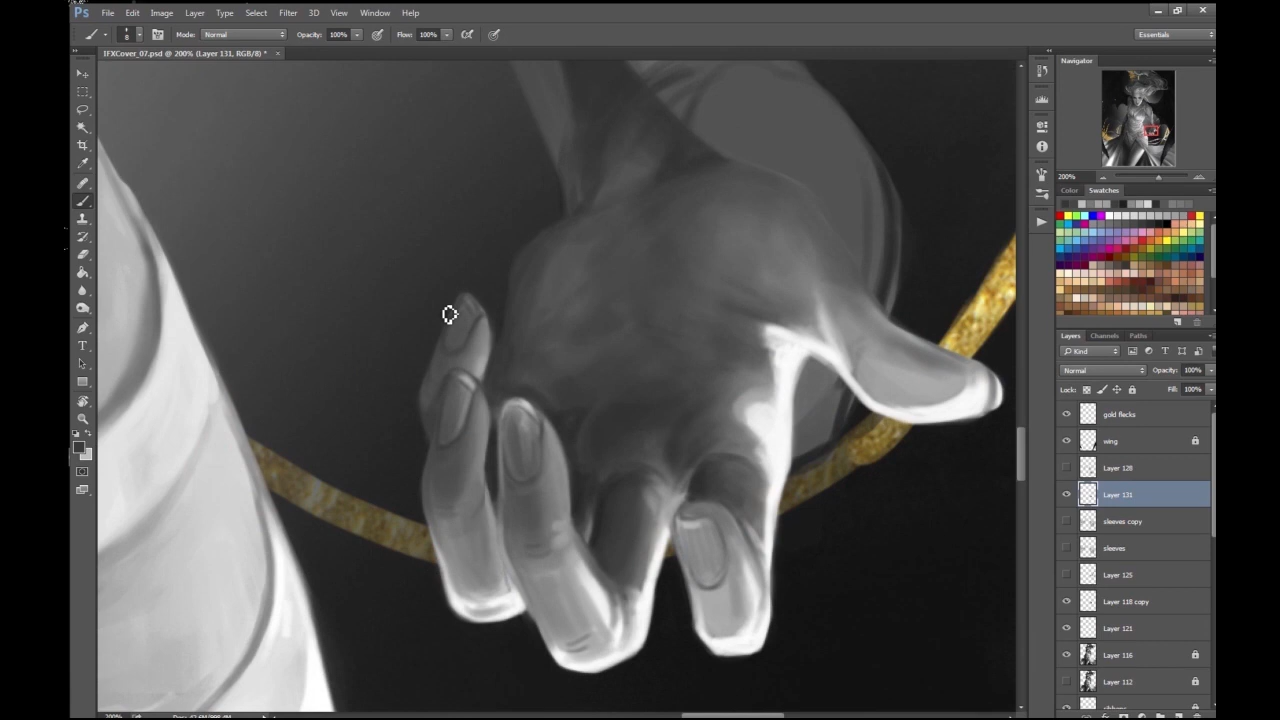 Ps File Edit Image Layer Type Select Filter 3D View Window Help
8 Mode: Normal Opacity: 100% Flow: 100% Essentials
IFXCover_07.psd @ 200% (Layer 131, RGB/8) * ×
Navigator
200%
Color Swatches
Layers Channels Paths
Kind
Normal Opacity: 100%
Lock: Fill: 100%
gold flecks
wing
Layer 128
Layer 131
sleeves copy
sleeves
Layer 125
Layer 118 copy
Layer 121
Layer 116
Layer 112
ribbons
200%